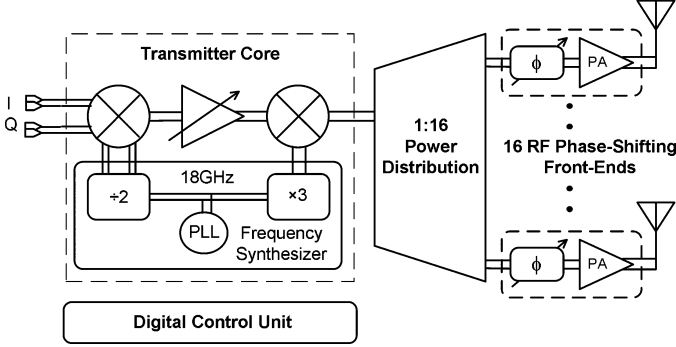 Transmitter Core
I
Q
÷2
18GHz
×3
PLL
Frequency
Synthesizer
Digital Control Unit
1:16
Power
Distribution
ϕ
PA
16 RF Phase-Shifting
Front-Ends
ϕ
PA